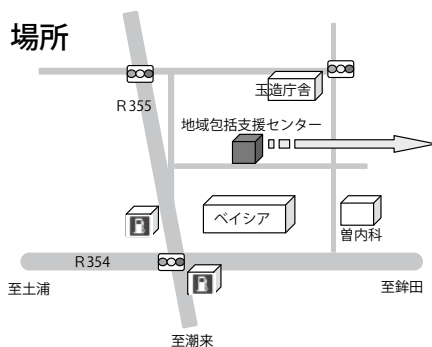 場所
玉造庁舎
R355
地域包括支援センター
ベイシア
曽内科
R354
至土浦
至鉾田
至潮来